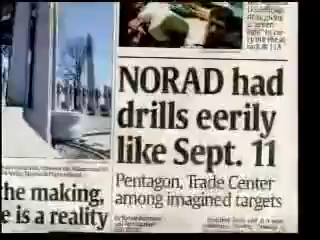 NORAD had
drills eerily
like Sept. 11
Pentagon, Trade Center
among imagined targets
the making,
e is a reality